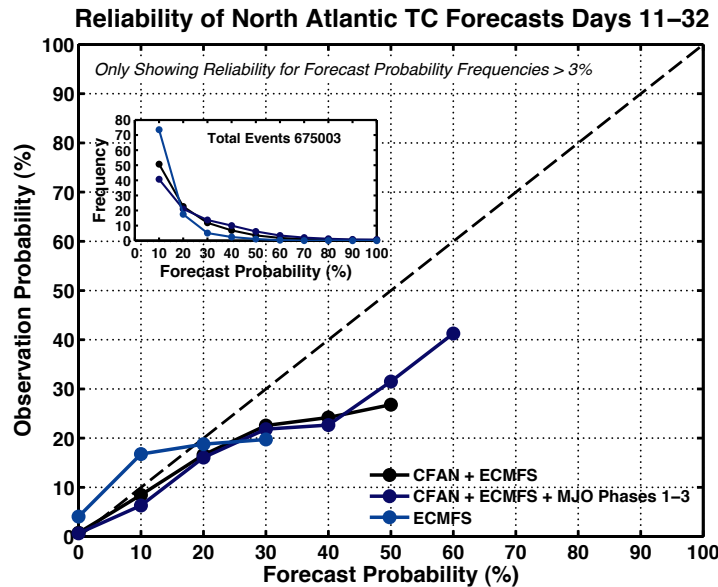 Reliability of North Atlantic TC Forecasts Days 11–32
Only Showing Reliability for Forecast Probability Frequencies > 3%
Total Events 675003
Frequency
80
70
60
50
40
30
20
10
0
0 10 20 30 40 50 60 70 80 90 100
Forecast Probability (%)
Observation Probability (%)
100
90
80
70
60
50
40
30
20
10
0
CFAN + ECMFS
CFAN + ECMFS + MJO Phases 1–3
ECMFS
0 10 20 30 40 50 60 70 80 90 100
Forecast Probability (%)